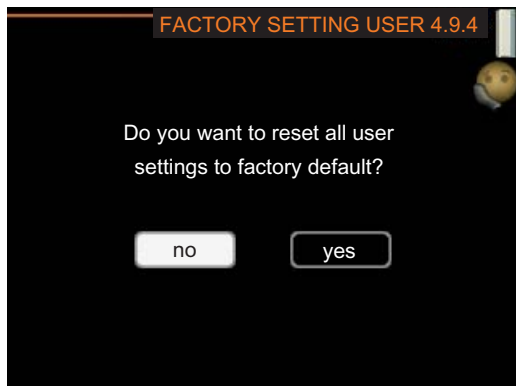 FACTORY SETTING USER 4.9.4
Do you want to reset all user
settings to factory default?
no
yes